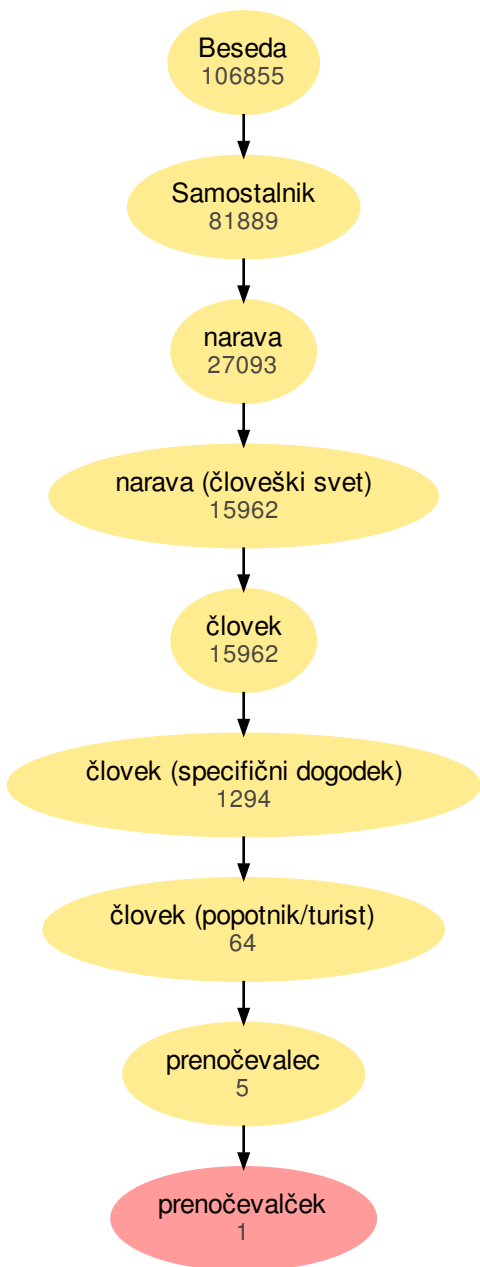 Beseda
106855
Samostalnik
81889
narava
27093
narava (človeški svet)
15962
človek
15962
človek (specifični dogodek)
1294
človek (popotnik/turist)
64
prenočevalec
5
prenočevalček
1